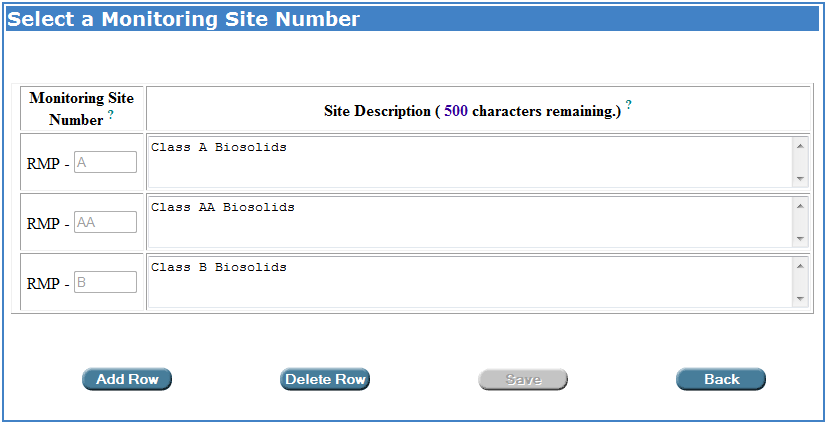 Select a Monitoring Site Number
Monitoring Site
Number ?
Site Description ( 500 characters remaining.) ?
RMP - A
Class A Biosolids
RMP - AA
Class AA Biosolids
RMP - B
Class B Biosolids
Add Row
Delete Row
Save
Back